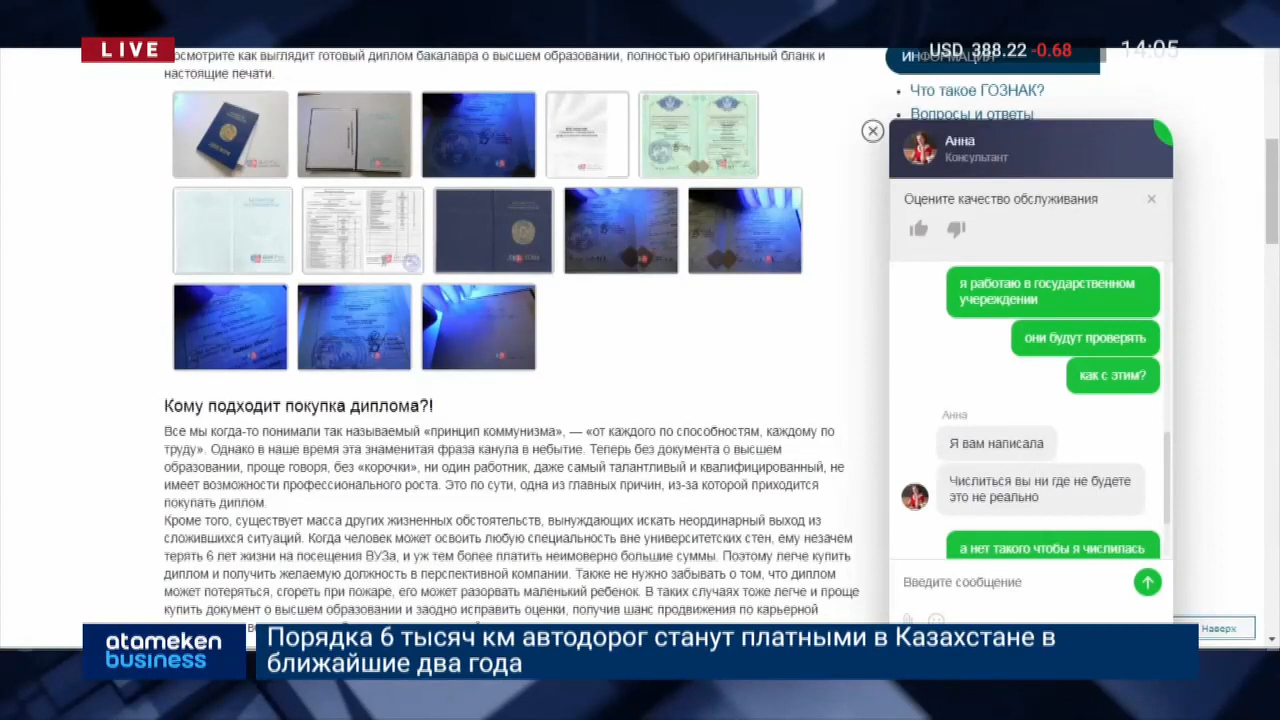 LIVE
USD 388.22 -0.68
14:05
Посмотрите как выглядит готовый диплом бакалавра о высшем образовании, полностью оригинальный бланк и
настоящие печати.
Кому подходит покупка диплома?!
Все мы когда-то понимали так называемый «принцип коммунизма», — «от каждого по способностям, каждому по
труду». Однако в наше время эта знаменитая фраза канула в небытие. Теперь без документа о высшем
образовании, проще говоря, без «корочки», ни один работник, даже самый талантливый и квалифицированный, не
имеет возможности профессионального роста. Это по сути, одна из главных причин, из-за которой приходится
покупать диплом.
Кроме того, существует масса других жизненных обстоятельств, вынуждающих искать неординарный выход из
сложившихся ситуаций. Когда человек может освоить любую специальность вне университетских стен, ему незачем
терять 6 лет жизни на посещения ВУЗа, и уж тем более платить неимоверно большие суммы. Поэтому легче купить
диплом и получить желаемую должность в перспективной компании. Также не нужно забывать о том, что диплом
может потеряться, сгореть при пожаре, его может разорвать маленький ребенок. В таких случаях тоже легче и проще
купить документ о высшем образовании и заодно исправить оценки, получив шанс продвижения по карьерной
ИНФОРМАЦИЯ
Что такое ГОЗНАК?
Вопросы и ответы
Анна
Консультант
Оцените качество обслуживания
я работаю в государственном
учереждении
они будут проверять
как с этим?
Анна
Я вам написала
Числиться вы ни где не будете
это не реально
а нет такого чтобы я числилась
Введите сообщение
Наверх
atameken
business
Порядка 6 тысяч км автодорог станут платными в Казахстане в
ближайшие два года